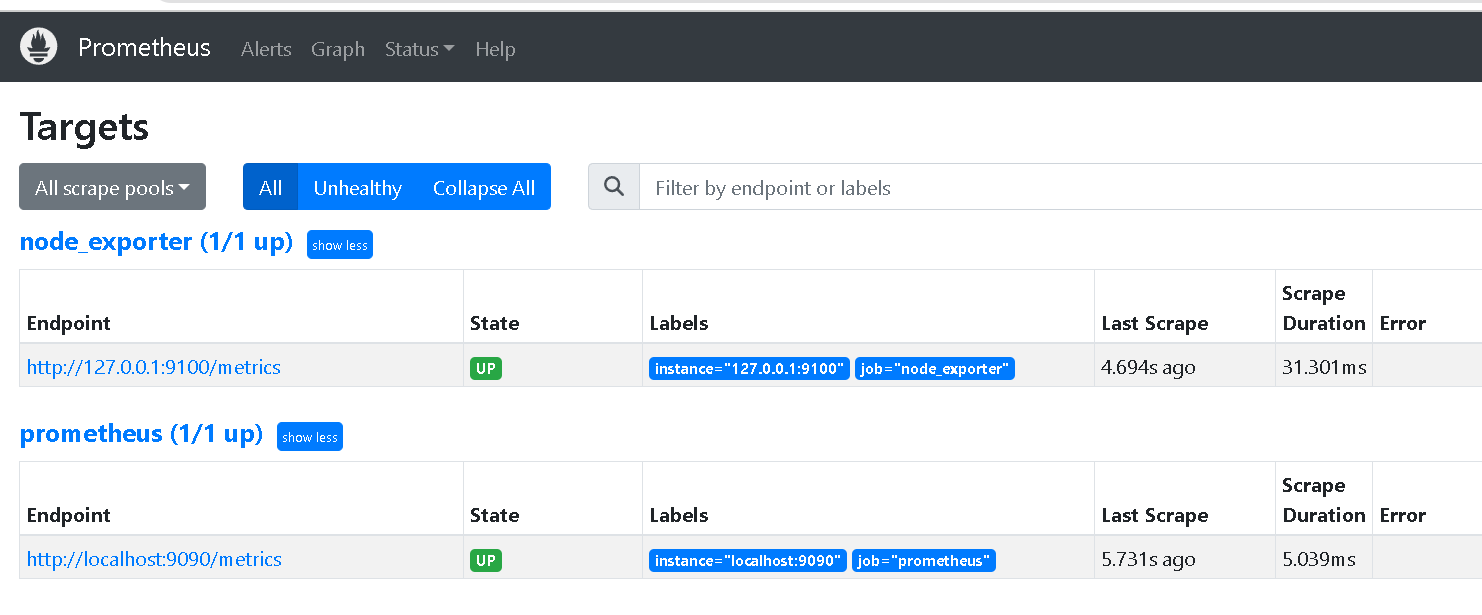 Prometheus Alerts Graph Status Help
Targets
All scrape pools All Unhealthy Collapse All Filter by endpoint or labels
node_exporter (1/1 up) show less
Endpoint State Labels Last Scrape Scrape Duration Error
http://127.0.0.1:9100/metrics UP instance="127.0.0.1:9100" job="node_exporter" 4.694s ago 31.301ms
prometheus (1/1 up) show less
Endpoint State Labels Last Scrape Scrape Duration Error
http://localhost:9090/metrics UP instance="localhost:9090" job="prometheus" 5.731s ago 5.039ms